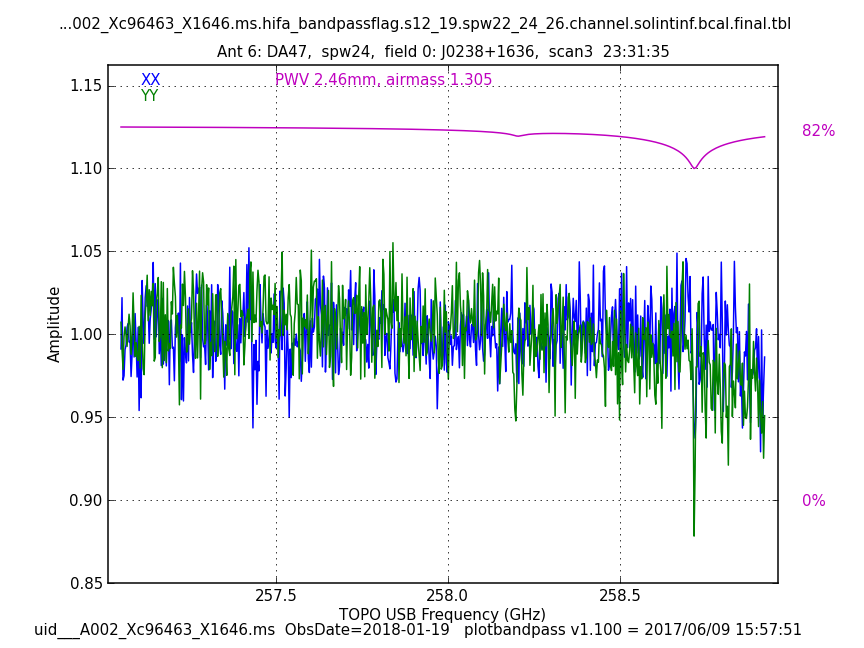 ...002_Xc96463_X1646.ms.hifa_bandpassflag.s12_19.spw22_24_26.channel.solintinf.bcal.final.tbl
Ant 6: DA47,  spw24,  field 0: J0238+1636,  scan3  23:31:35
XX
YY
PWV 2.46mm, airmass 1.305
82%
0%
1.15
1.10
1.05
1.00
0.95
0.90
0.85
Amplitude
257.5
258.0
258.5
TOPO USB Frequency (GHz)
uid___A002_Xc96463_X1646.ms  ObsDate=2018-01-19   plotbandpass v1.100 = 2017/06/09 15:57:51